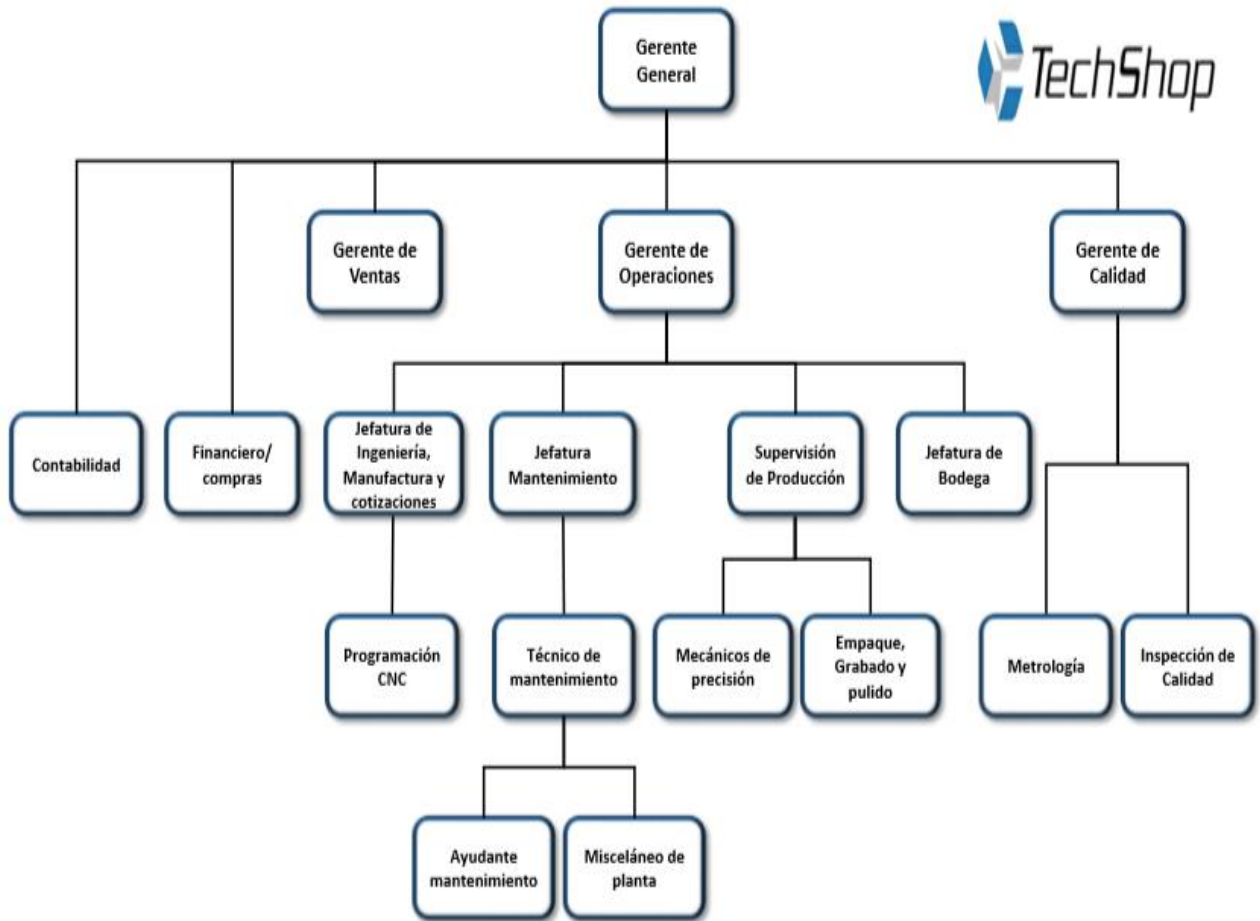 Gerente
General
TechShop
Gerente de
Ventas
Gerente de
Operaciones
Gerente de
Calidad
Contabilidad
Financiero/
compras
Jefatura de
Ingeniería,
Manufactura y
cotizaciones
Jefatura
Mantenimiento
Supervisión
de Producción
Jefatura de
Bodega
Programación
CNC
Técnico de
mantenimiento
Mecánicos de
precisión
Empaque,
Grabado y
pulido
Metrología
Inspección de
Calidad
Ayudante
mantenimiento
Misceláneo de
planta